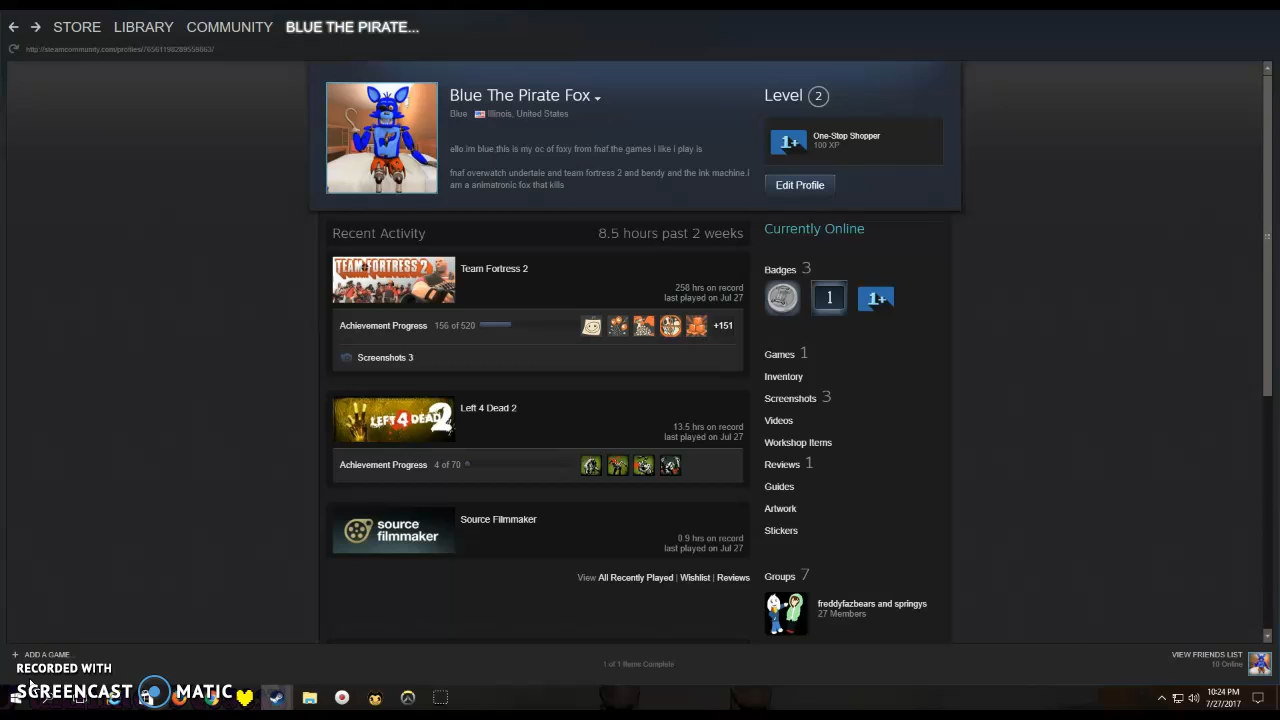 STORE LIBRARY COMMUNITY BLUE THE PIRATE...
Blue The Pirate Fox
Blue Illinois, United States
ello.im blue,this is my oc of foxy from fnaf.the games i like i play is
fnaf overwatch undertale and team fortress 2 and bendy and the ink machine.i
am a animatronic fox that kills
Level 2
1+ One-Stop Shopper
100 XP
Edit Profile
Recent Activity 8.5 hours past 2 weeks
TEAM FORTRESS 2
Team Fortress 2
258 hrs on record
last played on Jul 27
Achievement Progress 156 of 520 +151
Screenshots 3
LEFT 4 DEAD 2
Left 4 Dead 2
13.5 hrs on record
last played on Jul 27
Achievement Progress 4 of 70
source
filmmaker
Source Filmmaker
0.9 hrs on record
last played on Jul 27
View All Recently Played | Wishlist | Reviews
Currently Online
Badges 3
1 1+
Games 1
Inventory
Screenshots 3
Videos
Workshop Items
Reviews 1
Guides
Artwork
Stickers
Groups 7
freddyfazbears and springys
27 Members
+ ADD A GAME...
1 of 1 Items Complete
VIEW FRIENDS LIST
10 Online
RECORDED WITH
SCREENCAST MATIC
10:24 PM
7/27/2017